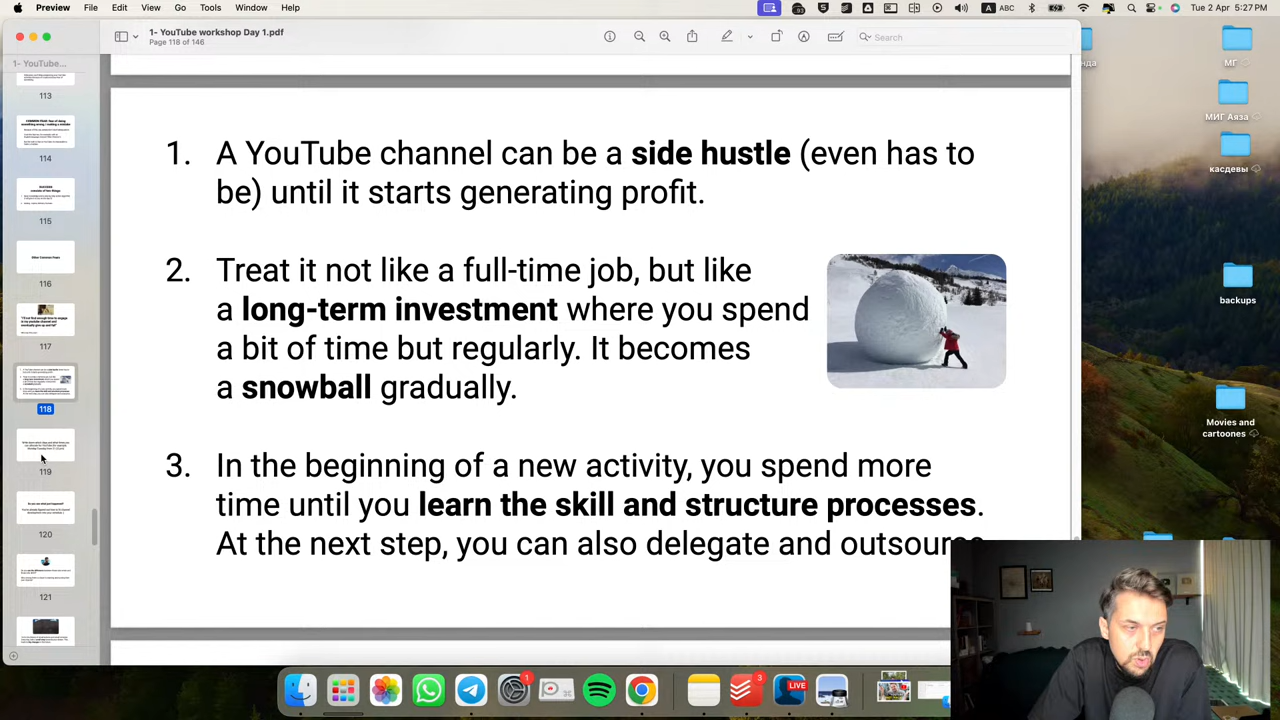 Preview File Edit View Go Tools Window Help
ABC Tue 2 Apr 5:27 PM
1- YouTube workshop Day 1.pdf
Page 118 of 146
Search
1- YouTube...
113
114
115
116
117
118
119
120
121
1. A YouTube channel can be a side hustle (even has to
be) until it starts generating profit.
2. Treat it not like a full-time job, but like
a long-term investment where you spend
a bit of time but regularly. It becomes
a snowball gradually.
3. In the beginning of a new activity, you spend more
time until you learn the skill and structure processes.
At the next step, you can also delegate and outsource
МГ
МИГ Аяза
касдевы
backups
Movies and
cartoones
1
3
LIVE